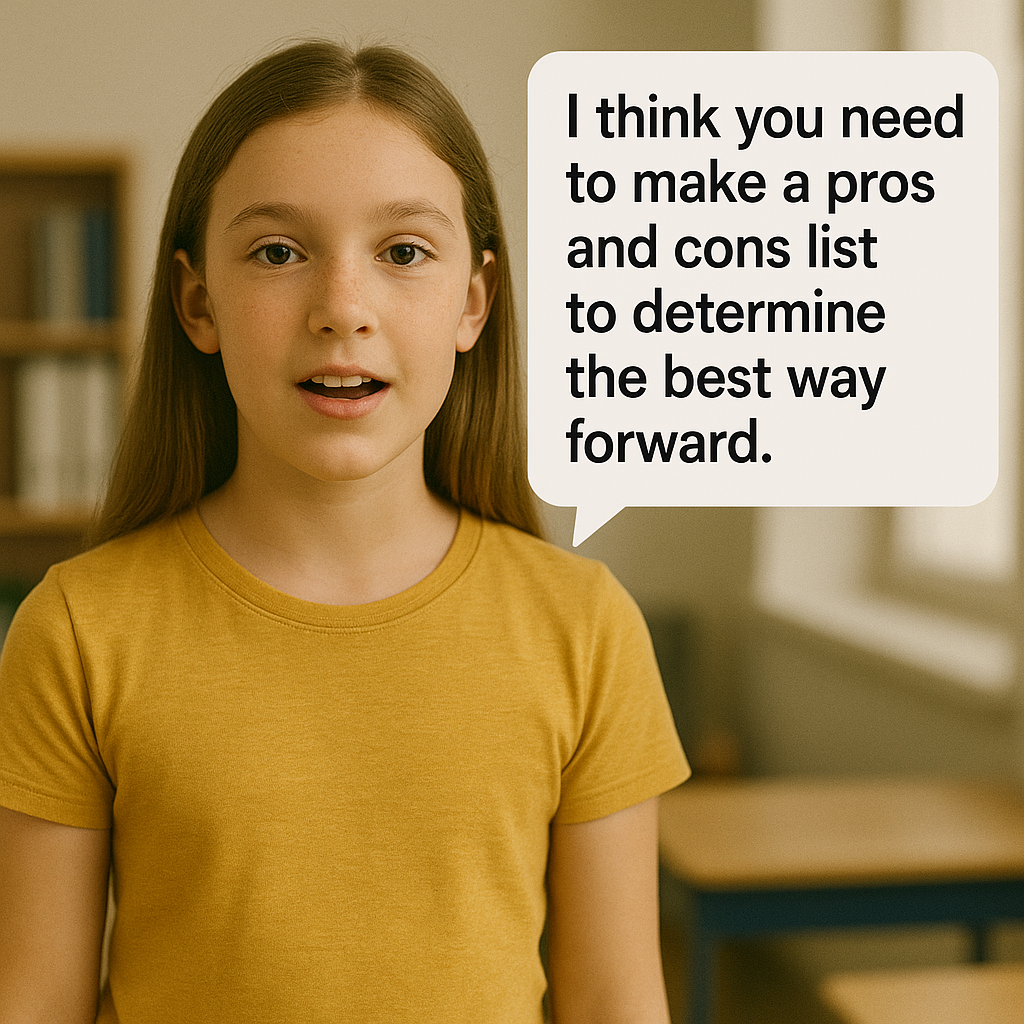 I think you need
to make a pros
and cons list
to determine
the best way
forward.